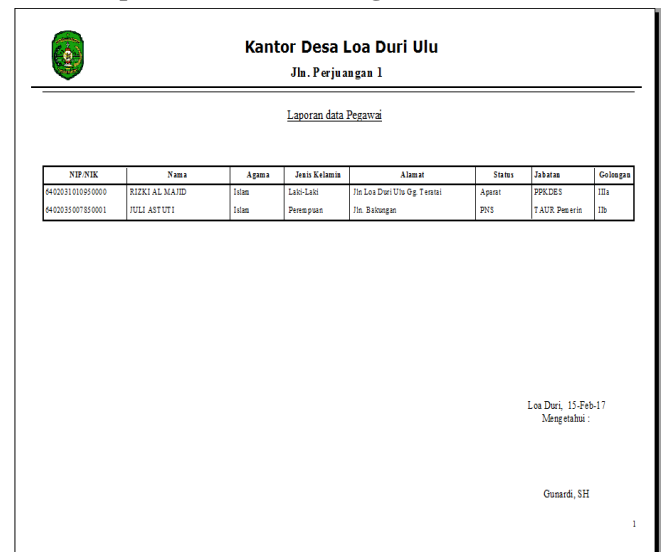 Kantor Desa Loa Duri Ulu
Jln. Perjuangan 1
Laporan data Pegawai
NIP/NIK Nama Agama Jenis Kelamin Alamat Status Jabatan Golongan
6402031010950000 RIZKI AL MAJID Islam Laki-Laki Jln Loa Duri Ulu Gg. Teratai Aparat PPKDES IIIa
6402035007850001 JULI ASTUTI Islam Perempuan Jln. Bakungan PNS TAUR Pemerin IIb
Loa Duri, 15-Feb-17
Mengetahui :
Gunardi, SH
1